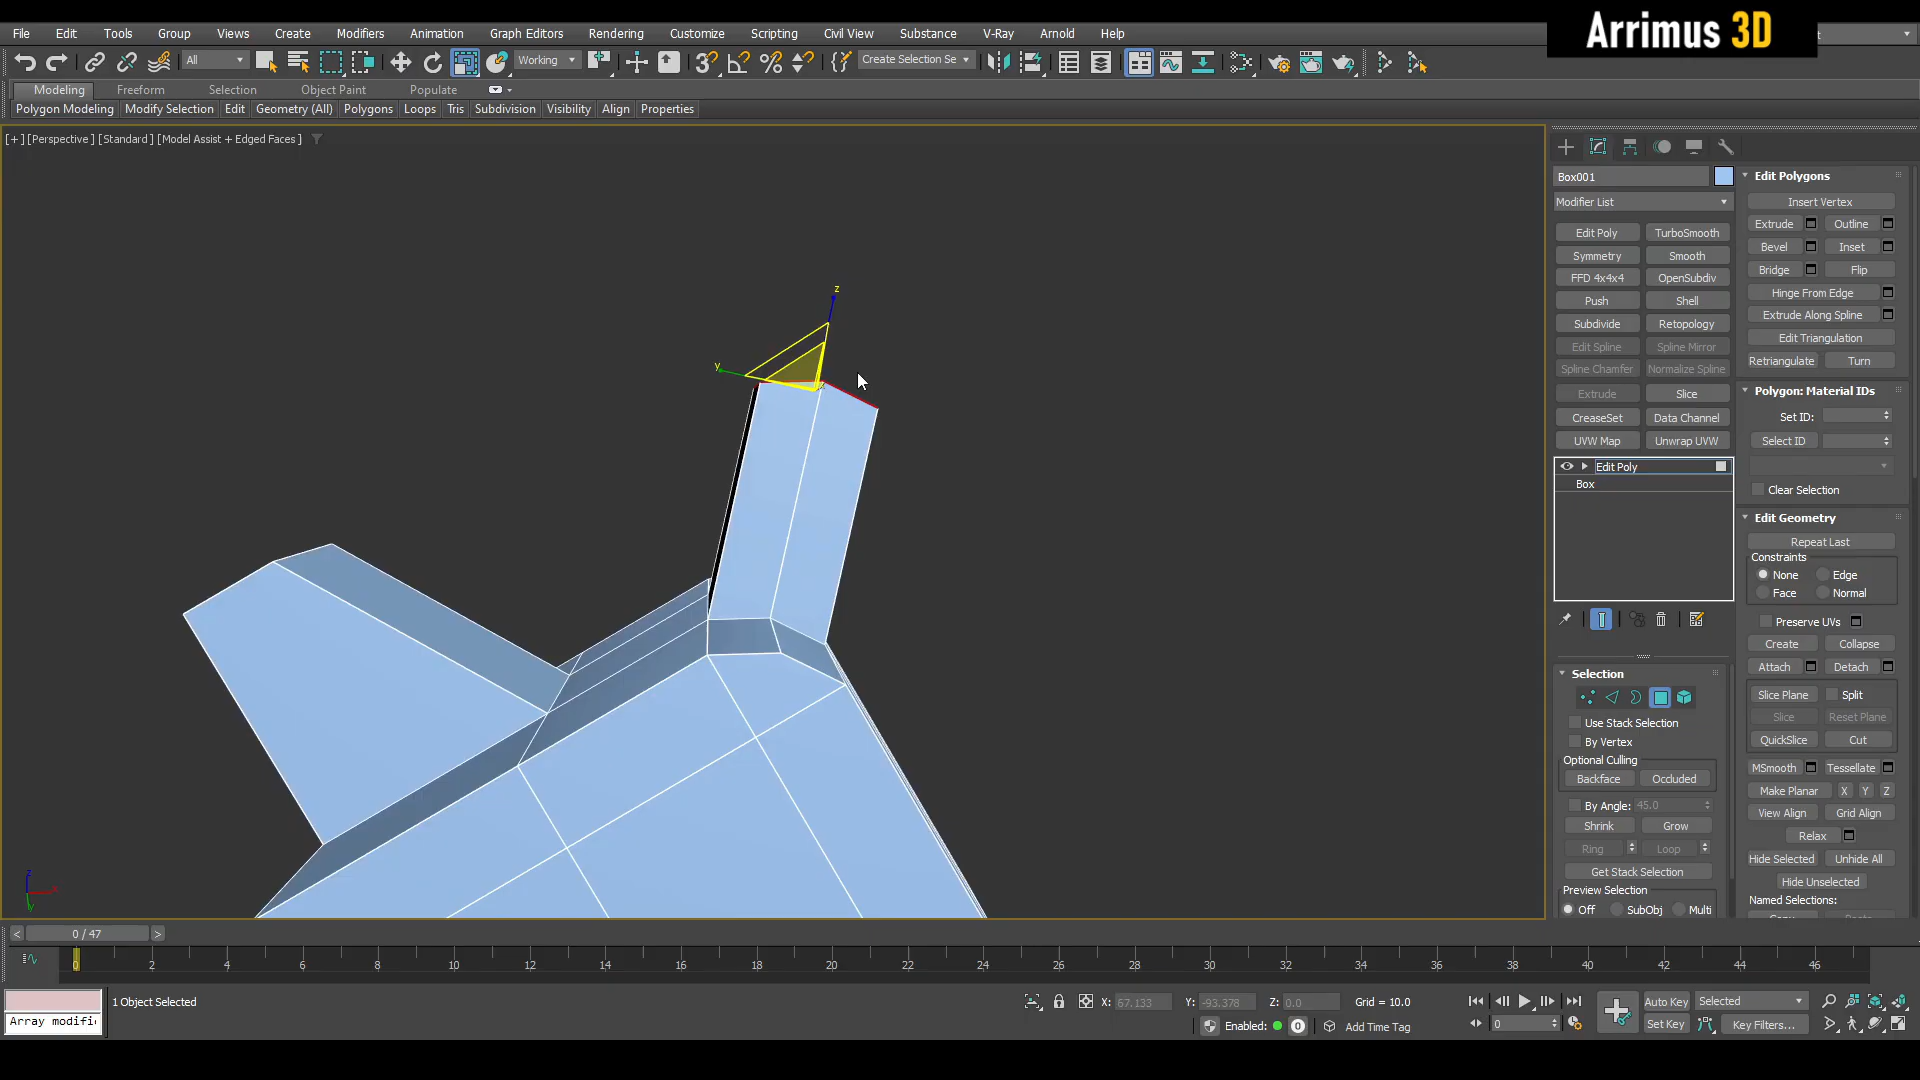 Arrimus 3D
File Edit Tools Group Views Create Modifiers Animation Graph Editors Rendering Customize Scripting Civil View Substance V-Ray Arnold Help
All Working Create Selection Se
Modeling Freeform Selection Object Paint Populate
Polygon Modeling Modify Selection Edit Geometry (All) Polygons Loops Tris Subdivision Visibility Align Properties
[+] [Perspective] [Standard] [Model Assist + Edged Faces]
z
y
Box001
Modifier List
Edit Poly TurboSmooth
Symmetry Smooth
FFD 4x4x4 OpenSubdiv
Push Shell
Subdivide Retopology
Edit Spline Spline Mirror
Spline Chamfer Normalize Spline
Extrude Slice
CreaseSet Data Channel
UVW Map Unwrap UVW
Edit Poly
Box
Selection
Use Stack Selection
By Vertex
Optional Culling
Backface Occluded
By Angle: 45.0
Shrink Grow
Ring Loop
Get Stack Selection
Preview Selection
Off SubObj Multi
Edit Polygons
Insert Vertex
Extrude Outline
Bevel Inset
Bridge Flip
Hinge From Edge
Extrude Along Spline
Edit Triangulation
Retriangulate Turn
Polygon: Material IDs
Set ID:
Select ID
Clear Selection
Edit Geometry
Repeat Last
Constraints
None Edge
Face Normal
Preserve UVs
Create Collapse
Attach Detach
Slice Plane Split
Slice Reset Plane
QuickSlice Cut
MSmooth Tessellate
Make Planar X Y Z
View Align Grid Align
Relax
Hide Selected Unhide All
Hide Unselected
Named Selections:
< 0 / 47 >
0 2 4 6 8 10 12 14 16 18 20 22 24 26 28 30 32 34 36 38 40 42 44 46
1 Object Selected
Array modifi
X: 67.133 Y: -93.378 Z: 0.0 Grid = 10.0
Enabled: 0 Add Time Tag
0
Auto Key Selected
Set Key Key Filters...